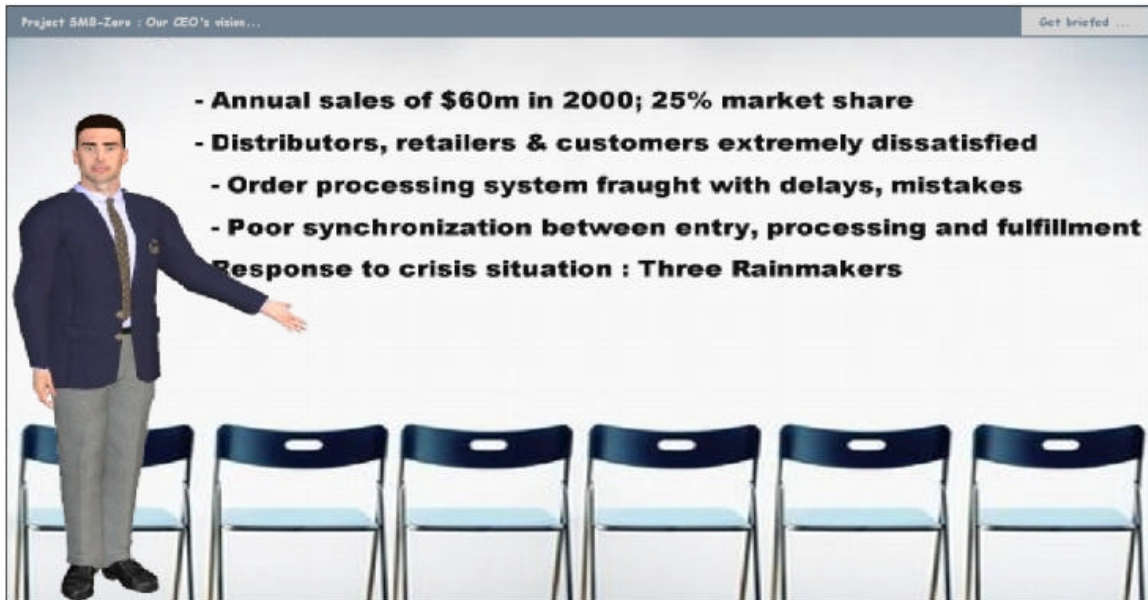 Project SMB-Zero : Our CEO's vision...
Get briefed ...
- Annual sales of $60m in 2000; 25% market share
- Distributors, retailers & customers extremely dissatisfied
- Order processing system fraught with delays, mistakes
- Poor synchronization between entry, processing and fulfillment
Response to crisis situation : Three Rainmakers